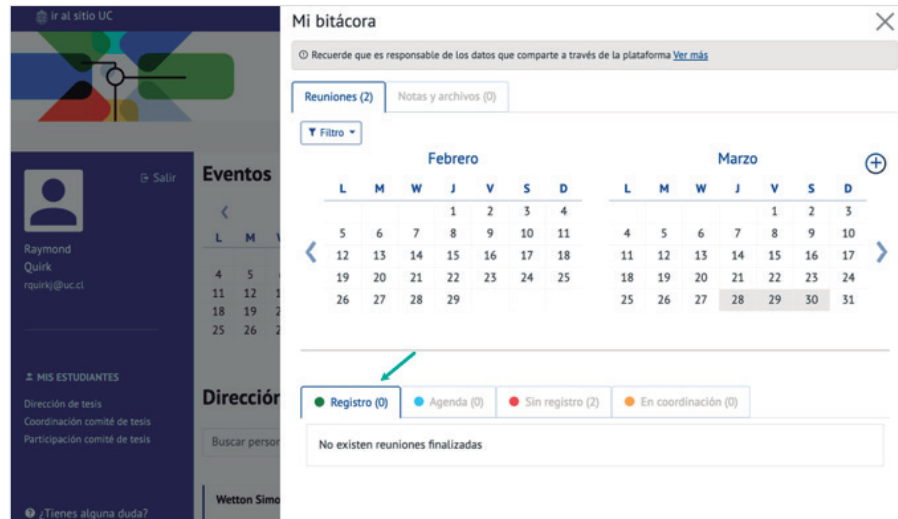 ir al sitio UC
Salir
Raymond
Quirk
rquirkj@uc.cl
MIS ESTUDIANTES
Dirección de tesis
Coordinación comité de tesis
Participación comité de tesis
¿Tienes alguna duda?
Eventos
L M
4 5
11 12
18 19
25 26
Dirección
Buscar person
Wetton Simo
Mi bitácora
Recuerde que es responsable de los datos que comparte a través de la plataforma Ver más
Reuniones (2) Notas y archivos (0)
Filtro
Febrero
L M W J V S D
1 2 3 4
5 6 7 8 9 10 11
12 13 14 15 16 17 18
19 20 21 22 23 24 25
26 27 28 29
Marzo
L M W J V S D
1 2 3
4 5 6 7 8 9 10
11 12 13 14 15 16 17
18 19 20 21 22 23 24
25 26 27 28 29 30 31
Registro (0) Agenda (0) Sin registro (2) En coordinación (0)
No existen reuniones finalizadas